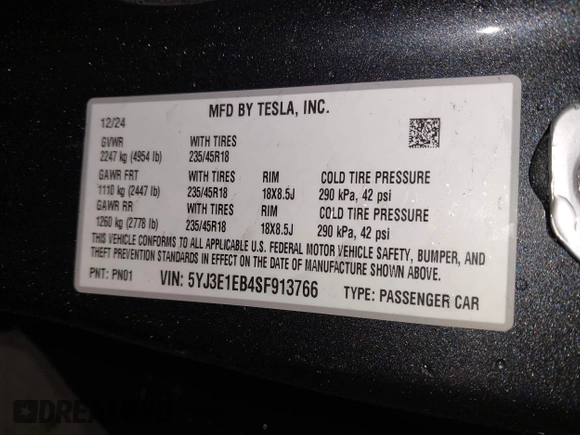 MFD BY TESLA, INC.
12/24
GVWR WITH TIRES
2247 kg (4954 lb) 235/45R18
GAWR FRT WITH TIRES RIM COLD TIRE PRESSURE
1110 kg (2447 lb) 235/45R18 18X8.5J 290 kPa, 42 psi
GAWR RR WITH TIRES RIM COLD TIRE PRESSURE
1260 kg (2778 lb) 235/45R18 18X8.5J 290 kPa, 42 psi
THIS VEHICLE CONFORMS TO ALL APPLICABLE U.S. FEDERAL MOTOR VEHICLE SAFETY, BUMPER, AND
THEFT PREVENTION STANDARDS IN EFFECT ON THE DATE OF MANUFACTURE SHOWN ABOVE.
PNT: PN01 VIN: 5YJ3E1EB4SF913766 TYPE: PASSENGER CAR